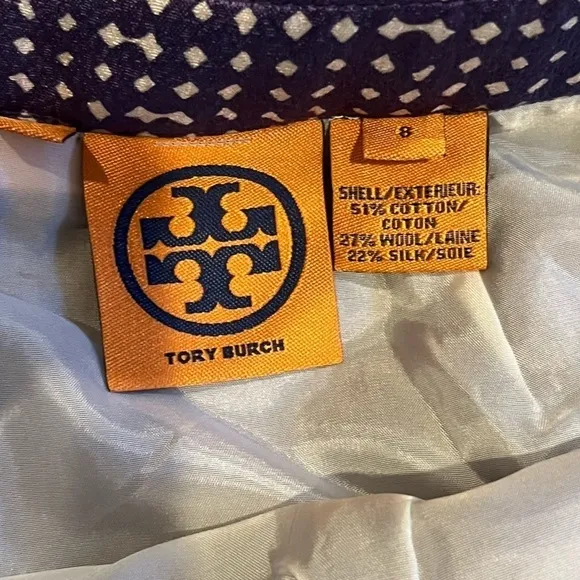 TORY BURCH
8
SHELL/EXTERIEUR:
51% COTTON/
COTON
27% WOOL/LAINE
22% SILK/SOIE